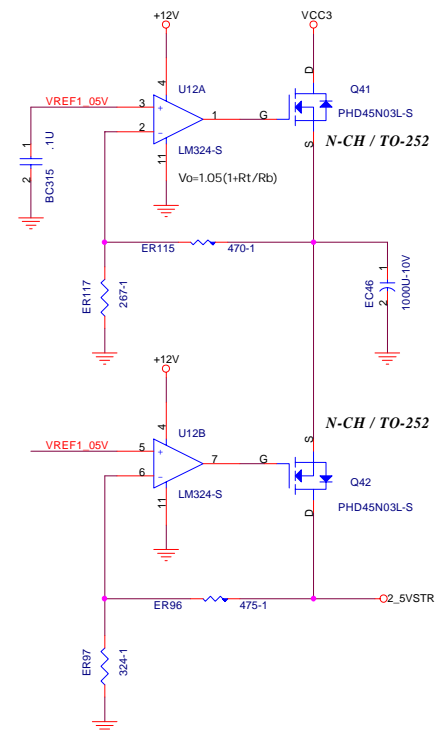 +12V
VCC3
4
U12A
D
Q41
VREF1_05V
3
+
1
G
PHD45N03L-S
2
-
1
.1U
LM324-S
S
N-CH / TO-252
2
BC315
11
Vo=1.05(1+Rt/Rb)
ER115
470-1
ER117
267-1
1
EC46
2
1000U-10V
+12V
4
U12B
N-CH / TO-252
S
VREF1_05V
5
+
7
G
Q42
6
-
LM324-S
PHD45N03L-S
11
D
ER96
475-1
2_5VSTR
ER97
324-1